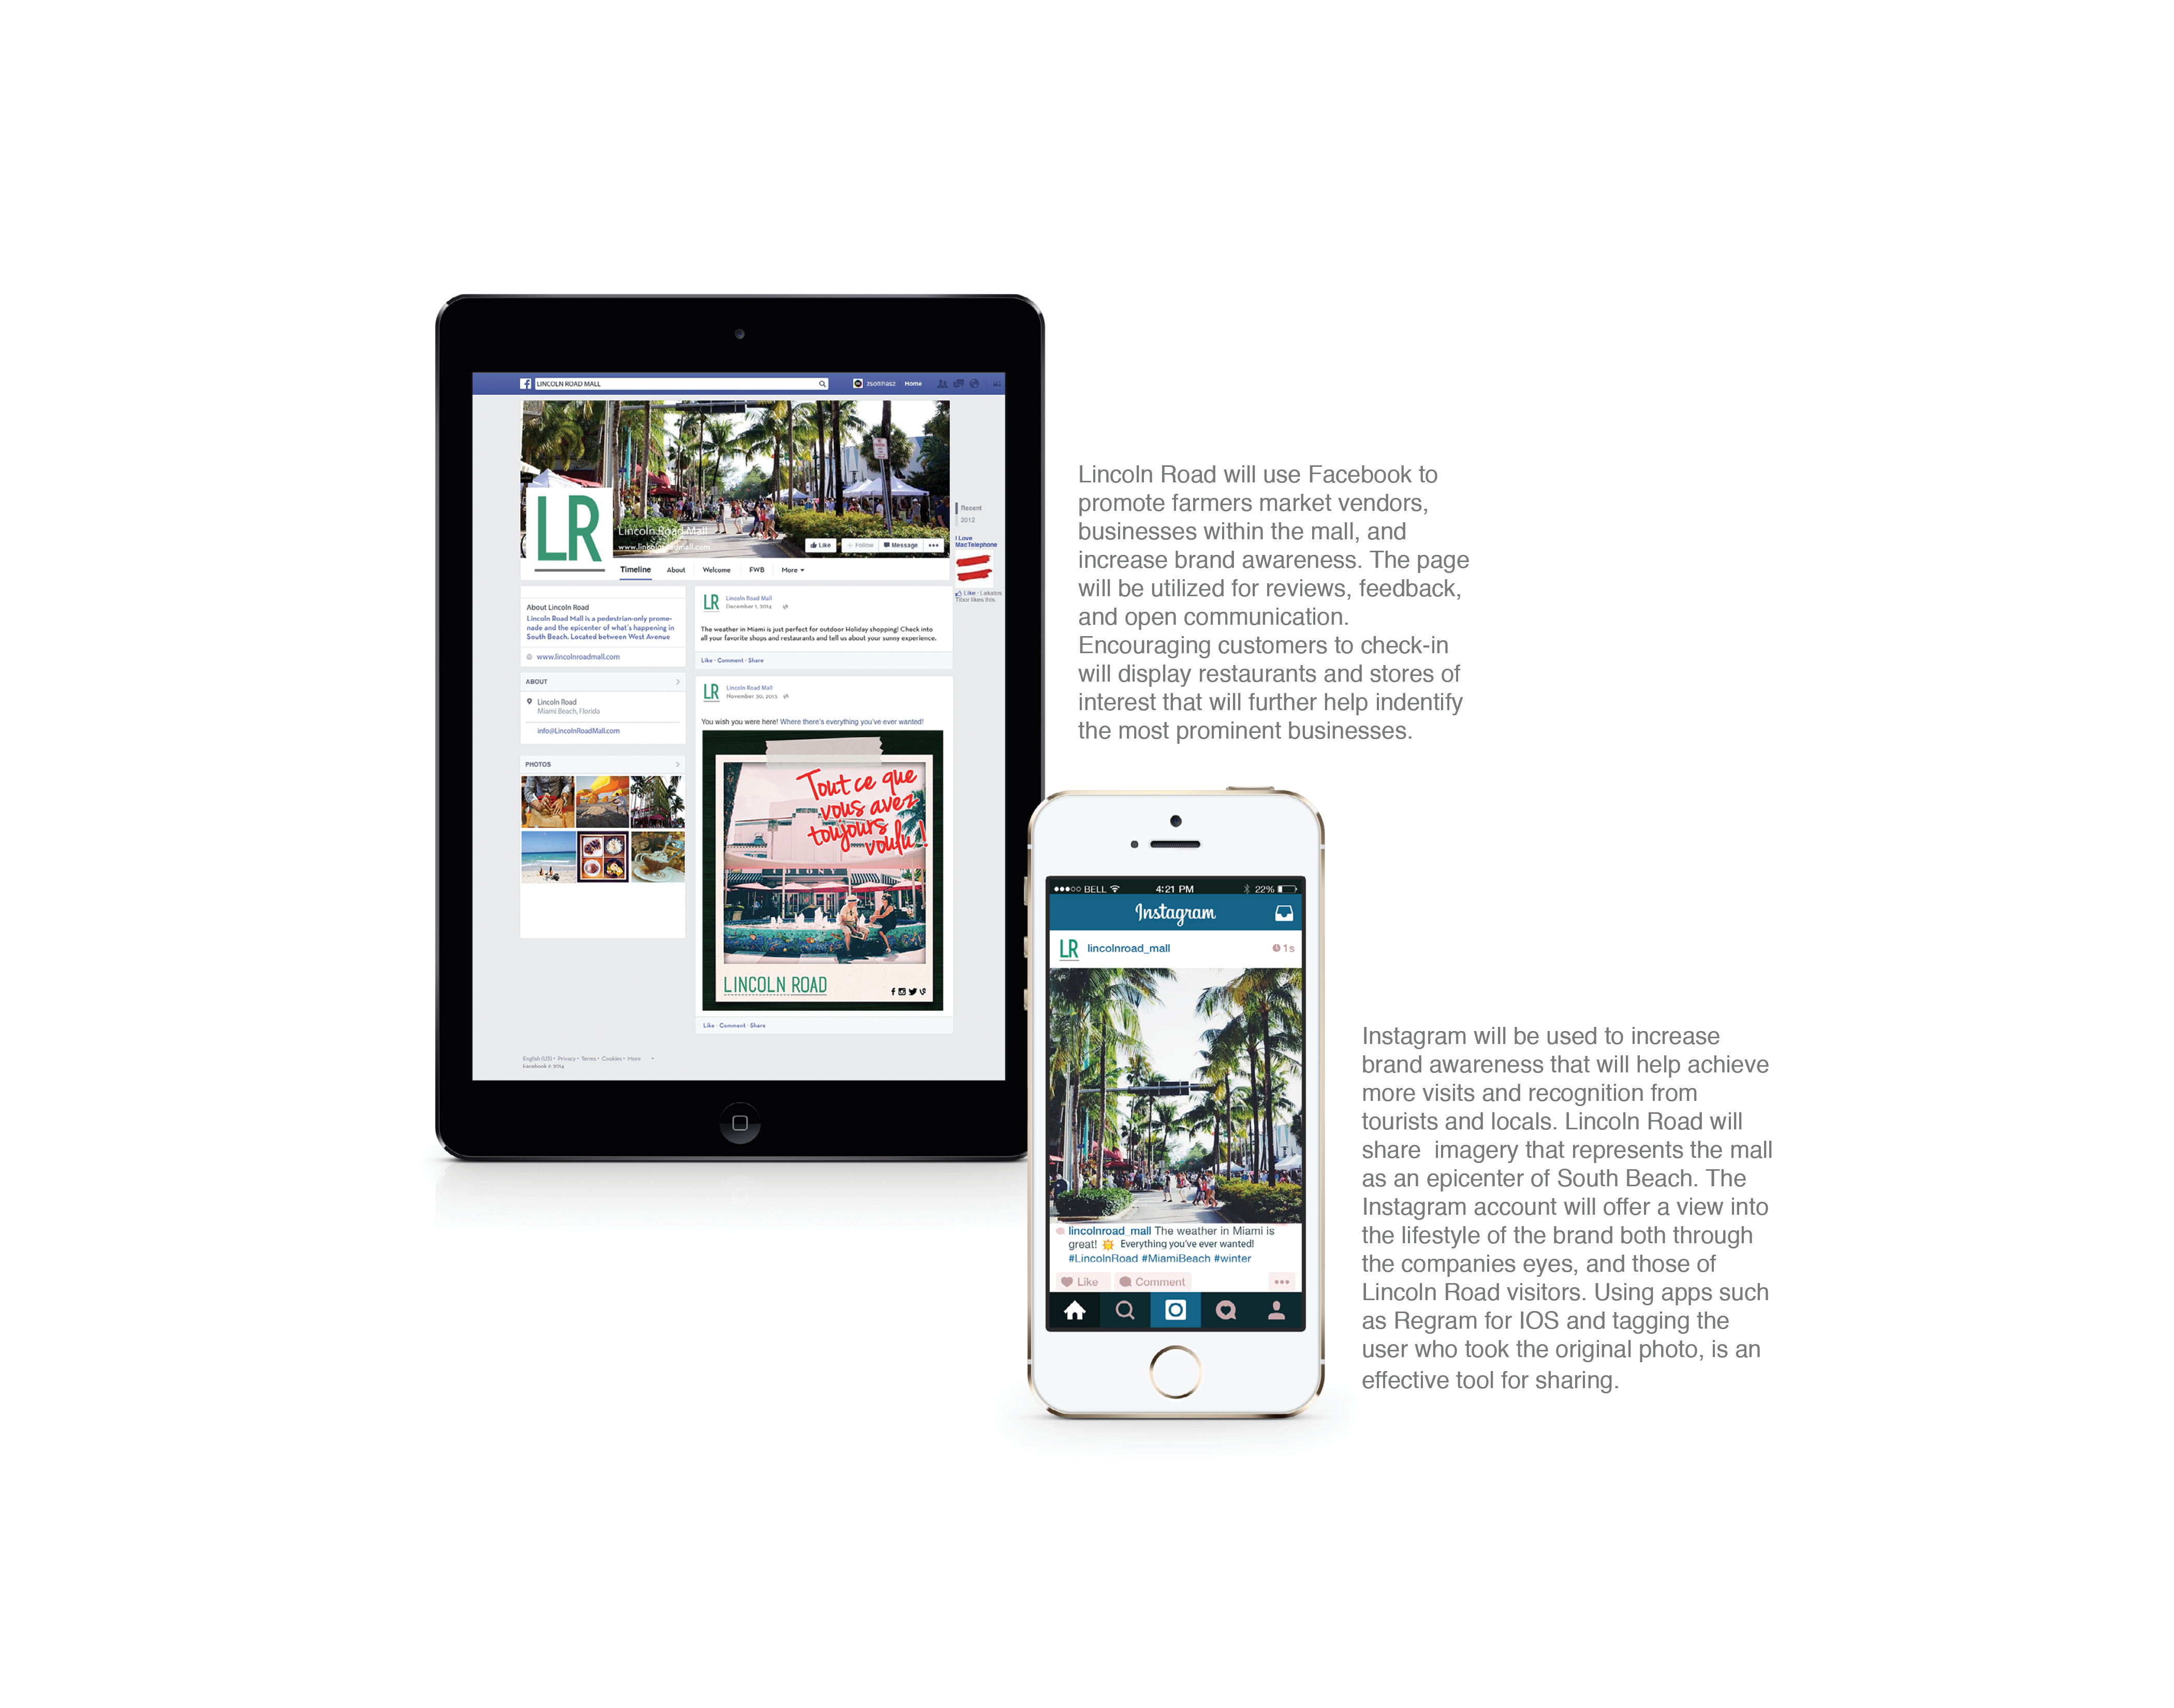 LINCOLN ROAD MALL
zsonnasz Home
LR
Lincoln Road Mall
www.lincolnroadmall.com
Like Follow Message
Timeline About Welcome FWB More
Recent
2012
I Love
MacTelephone
Like · Lakatos
Tibor likes this.
About Lincoln Road
Lincoln Road Mall is a pedestrian-only prome-
nade and the epicenter of what's happening in
South Beach. Located between West Avenue
www.lincolnroadmall.com
ABOUT
Lincoln Road
Miami Beach, Florida
info@LincolnRoadMall.com
PHOTOS
LR
Lincoln Road Mall
December 1, 2014
The weather in Miami is just perfect for outdoor Holiday shopping! Check into
all your favorite shops and restaurants and tell us about your sunny experience.
Like · Comment · Share
LR
Lincoln Road Mall
November 30, 2013
You wish you were here! Where there's everything you've ever wanted!
Tout ce que
vous avez
toujours
voulu!
COLONY
LINCOLN ROAD
Like · Comment · Share
English (US) · Privacy · Terms · Cookies · More ·
Facebook © 2014
Lincoln Road will use Facebook to
promote farmers market vendors,
businesses within the mall, and
increase brand awareness. The page
will be utilized for reviews, feedback,
and open communication.
Encouraging customers to check-in
will display restaurants and stores of
interest that will further help indentify
the most prominent businesses.
BELL 4:21 PM 22%
Instagram
LR lincolnroad_mall 1s
lincolnroad_mall The weather in Miami is
great! ☀ Everything you've ever wanted!
#LincolnRoad #MiamiBeach #winter
Like Comment
Instagram will be used to increase
brand awareness that will help achieve
more visits and recognition from
tourists and locals. Lincoln Road will
share  imagery that represents the mall
as an epicenter of South Beach. The
Instagram account will offer a view into
the lifestyle of the brand both through
the companies eyes, and those of
Lincoln Road visitors. Using apps such
as Regram for IOS and tagging the
user who took the original photo, is an
effective tool for sharing.